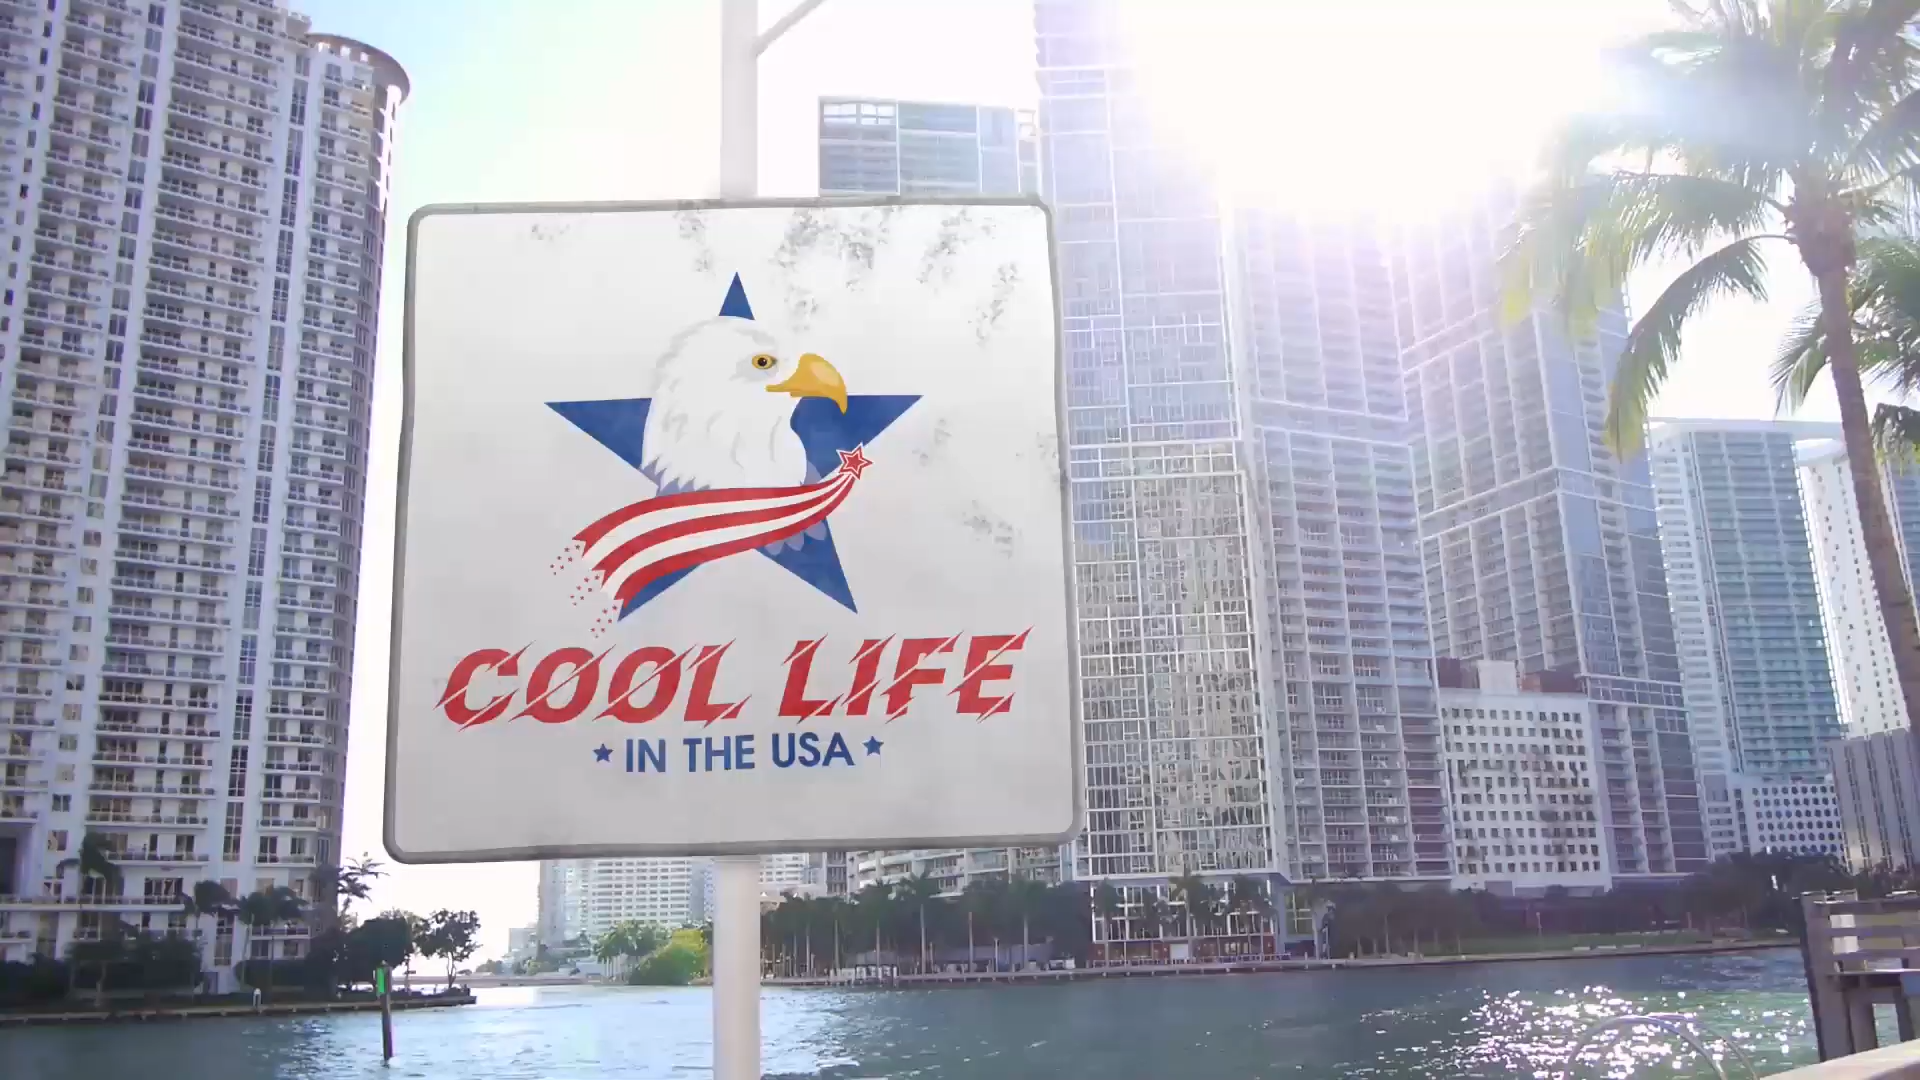 COOL LIFE
★ IN THE USA ★